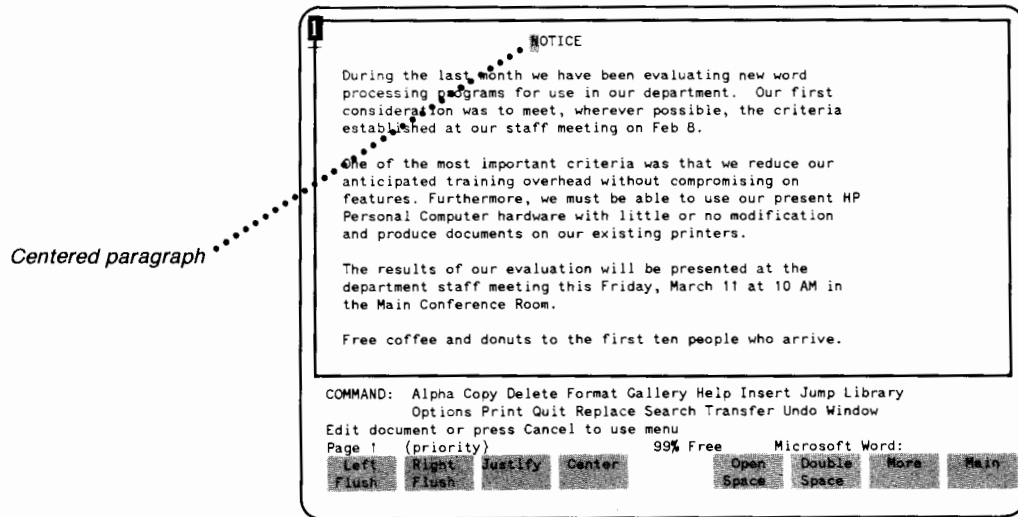 1
NOTICE
During the last month we have been evaluating new word
processing programs for use in our department. Our first
consideration was to meet, wherever possible, the criteria
established at our staff meeting on Feb 8.
One of the most important criteria was that we reduce our
anticipated training overhead without compromising on
features. Furthermore, we must be able to use our present HP
Personal Computer hardware with little or no modification
and produce documents on our existing printers.
Centered paragraph
The results of our evaluation will be presented at the
department staff meeting this Friday, March 11 at 10 AM in
the Main Conference Room.
Free coffee and donuts to the first ten people who arrive.
COMMAND: Alpha Copy Delete Format Gallery Help Insert Jump Library
Options Print Quit Replace Search Transfer Undo Window
Edit document or press Cancel to use menu
Page 1 {priority} 99% Free Microsoft Word:
Left Flush Right Flush Justify Center Open Space Double Space More Main